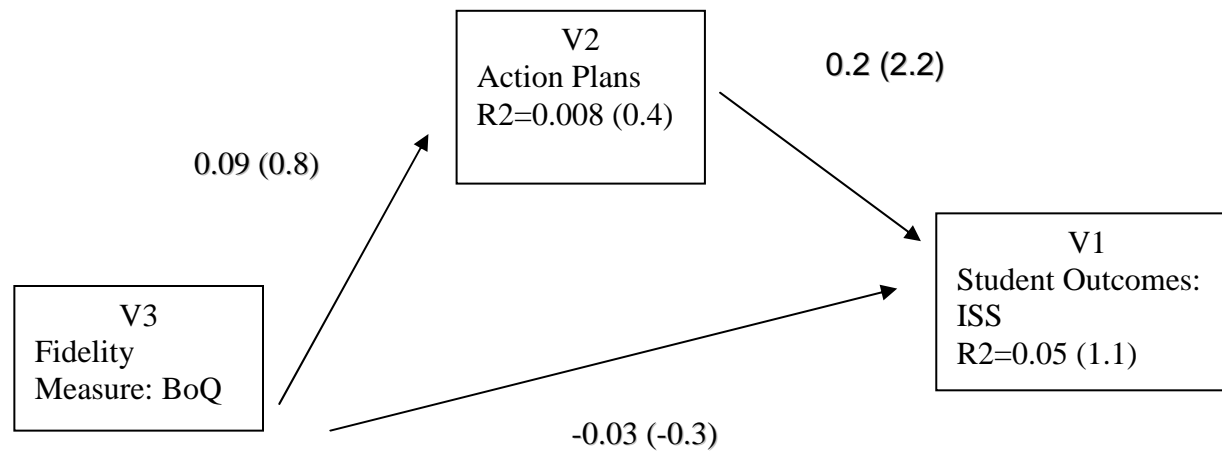 V2
Action Plans
R2=0.008 (0.4)
0.2 (2.2)
0.09 (0.8)
V1
Student Outcomes:
ISS
R2=0.05 (1.1)
V3
Fidelity
Measure: BoQ
-0.03 (-0.3)